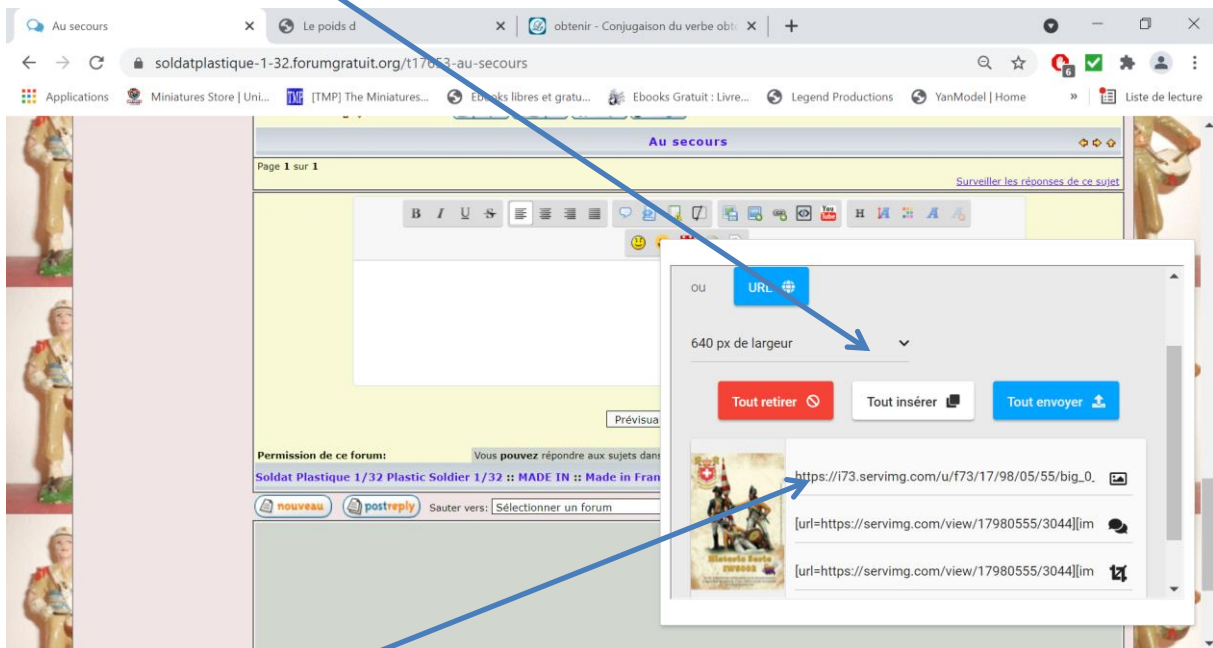 Au secours
Le poids d
obtenir - Conjugaison du verbe obt
soldatplastique-1-32.forumgratuit.org/t17653-au-secours
6
Applications
Miniatures Store | Uni...
[TMP] The Miniatures...
Ebooks libres et gratu...
Ebooks Gratuit : Livre...
Legend Productions
YanModel | Home
»
Liste de lecture
Au secours
Page 1 sur 1
Surveiller les réponses de ce sujet
B I U S
You Tube
H A A
ou
URL
640 px de largeur
Tout retirer
Tout insérer
Tout envoyer
Prévisua
Permission de ce forum:
Vous pouvez répondre aux sujets dans
Soldat Plastique 1/32 Plastic Soldier 1/32 :: MADE IN :: Made in Fran
nouveau
postreply
Sauter vers:
Sélectionner un forum
https://i73.servimg.com/u/f73/17/98/05/55/big_0_
[url=https://servimg.com/view/17980555/3044][im
[url=https://servimg.com/view/17980555/3044][im